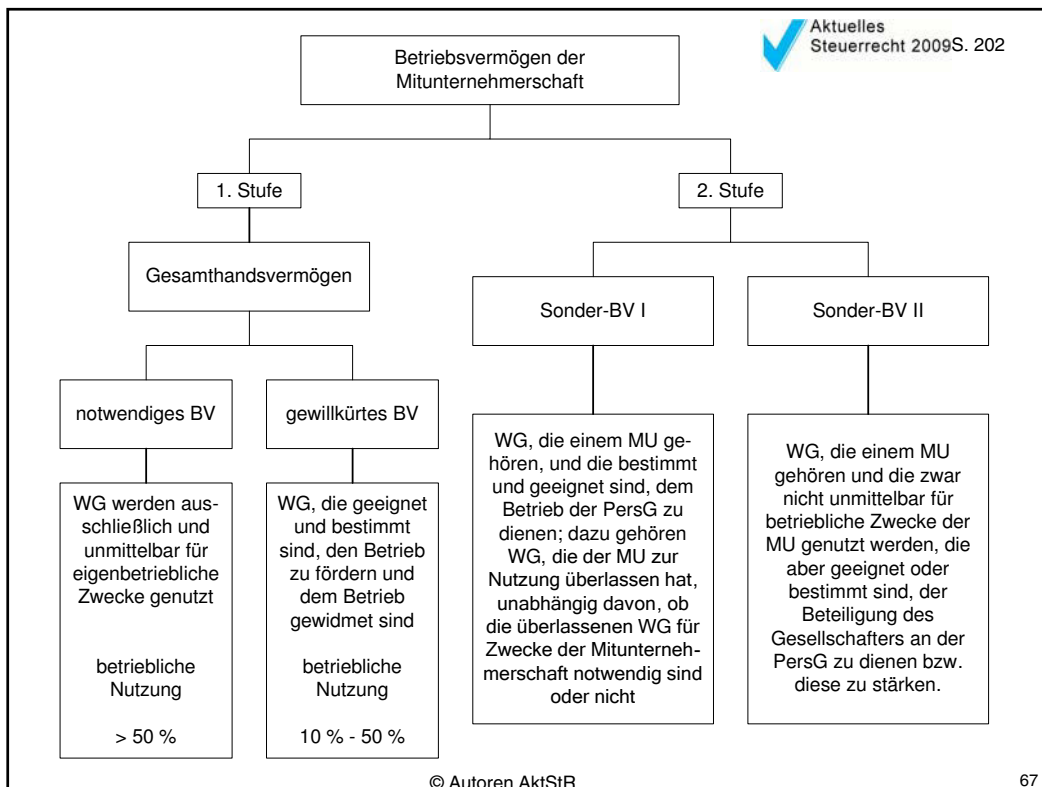 Aktuelles
Steuerrecht 2009S. 202
Betriebsvermögen der
Mitunternehmerschaft
1. Stufe
2. Stufe
Gesamthandsvermögen
Sonder-BV I
Sonder-BV II
notwendiges BV
gewillkürtes BV
WG werden aus-
schließlich und
unmittelbar für
eigenbetriebliche
Zwecke genutzt
betriebliche
Nutzung
> 50 %
WG, die geeignet
und bestimmt
sind, den Betrieb
zu fördern und
dem Betrieb
gewidmet sind
betriebliche
Nutzung
10 % - 50 %
WG, die einem MU ge-
hören, und die bestimmt
und geeignet sind, dem
Betrieb der PersG zu
dienen; dazu gehören
WG, die der MU zur
Nutzung überlassen hat,
unabhängig davon, ob
die überlassenen WG für
Zwecke der Mitunterneh-
merschaft notwendig sind
oder nicht
WG, die einem MU
gehören und die zwar
nicht unmittelbar für
betriebliche Zwecke der
MU genutzt werden, die
aber geeignet oder
bestimmt sind, der
Beteiligung des
Gesellschafters an der
PersG zu dienen bzw.
diese zu stärken.
© Autoren AktStR
67